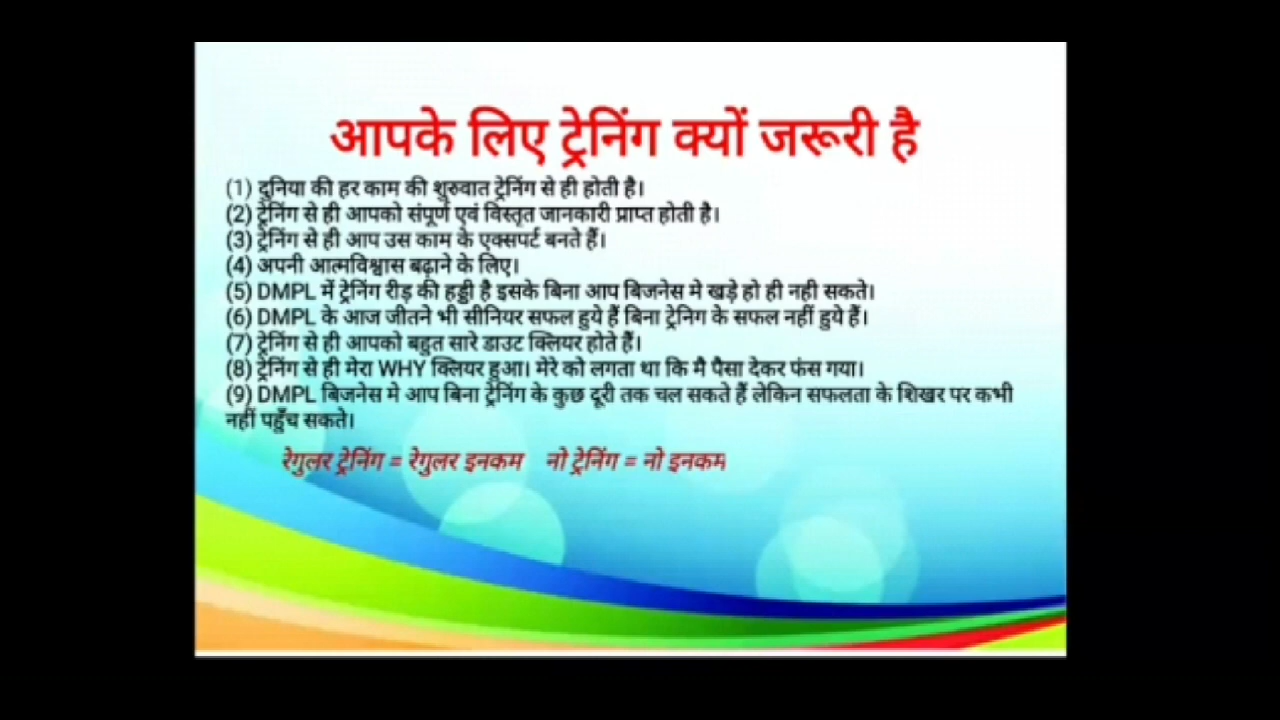 आपके लिए ट्रेनिंग क्यों जरूरी है
(1) दुनिया की हर काम की शुरुवात ट्रेनिंग से ही होती है।
(2) ट्रेनिंग से ही आपको संपूर्ण एवं विस्तृत जानकारी प्राप्त होती है।
(3) ट्रेनिंग से ही आप उस काम के एक्सपर्ट बनते हैं।
(4) अपनी आत्मविश्वास बढ़ाने के लिए।
(5) DMPL में ट्रेनिंग रीड़ की हड्डी है इसके बिना आप बिजनेस मे खड़े हो ही नही सकते।
(6) DMPL के आज जीतने भी सीनियर सफल हुये हैं बिना ट्रेनिग के सफल नहीं हुये हैं।
(7) ट्रेनिंग से ही आपको बहुत सारे डाउट क्लियर होते हैं।
(8) ट्रेनिंग से ही मेरा WHY क्लियर हुआ। मेरे को लगता था कि मै पैसा देकर फंस गया।
(9) DMPL बिजनेस मे आप बिना ट्रेनिंग के कुछ दूरी तक चल सकते हैं लेकिन सफलता के शिखर पर कभी
नहीं पहुँच सकते।
रेगुलर ट्रेनिंग = रेगुलर इनकम नो ट्रेनिंग = नो इनकम